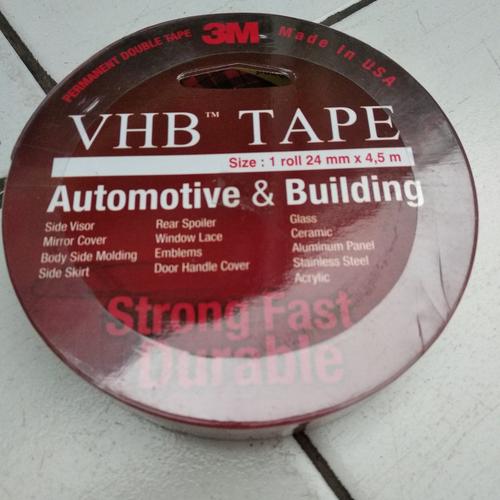 PERMANENT DOUBLE TAPE 3M Made in USA
VHB™ TAPE
Size : 1 roll 24 mm x 4,5 m
Automotive & Building
Side Visor
Mirror Cover
Body Side Molding
Side Skirt
Rear Spoiler
Window Lace
Emblems
Door Handle Cover
Glass
Ceramic
Aluminum Panel
Stainless Steel
Acrylic
Strong Fast
Durable